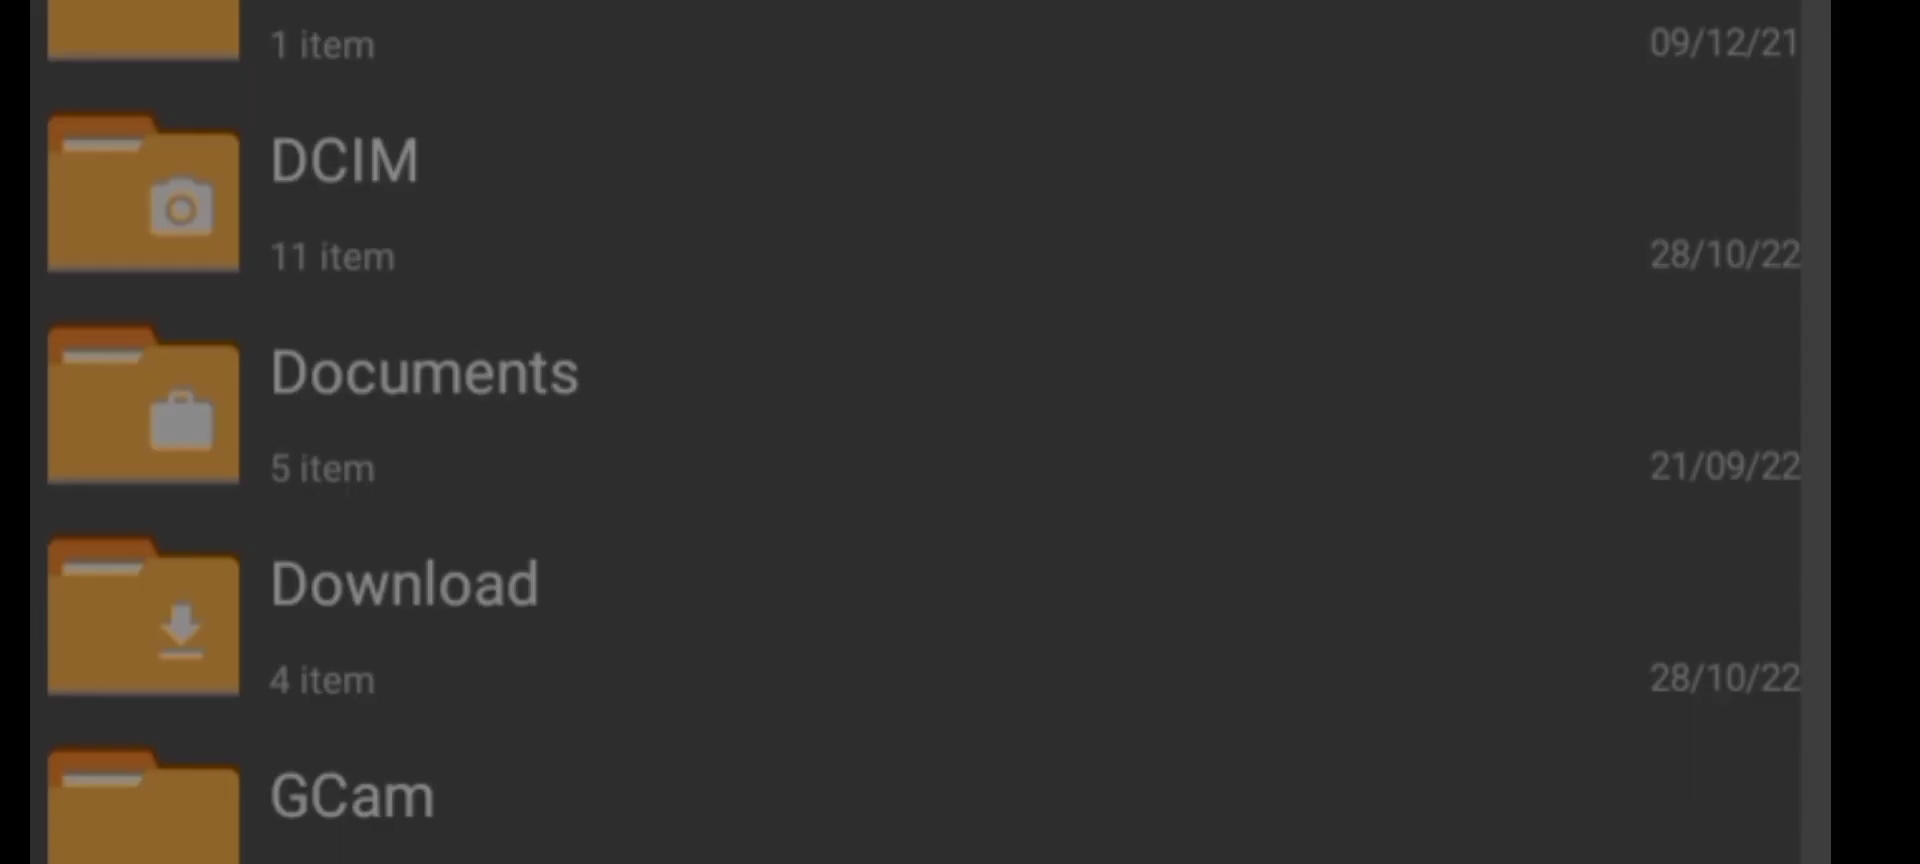 1 item
09/12/21
DCIM
11 item
28/10/22
Documents
5 item
21/09/22
Download
4 item
28/10/22
GCam